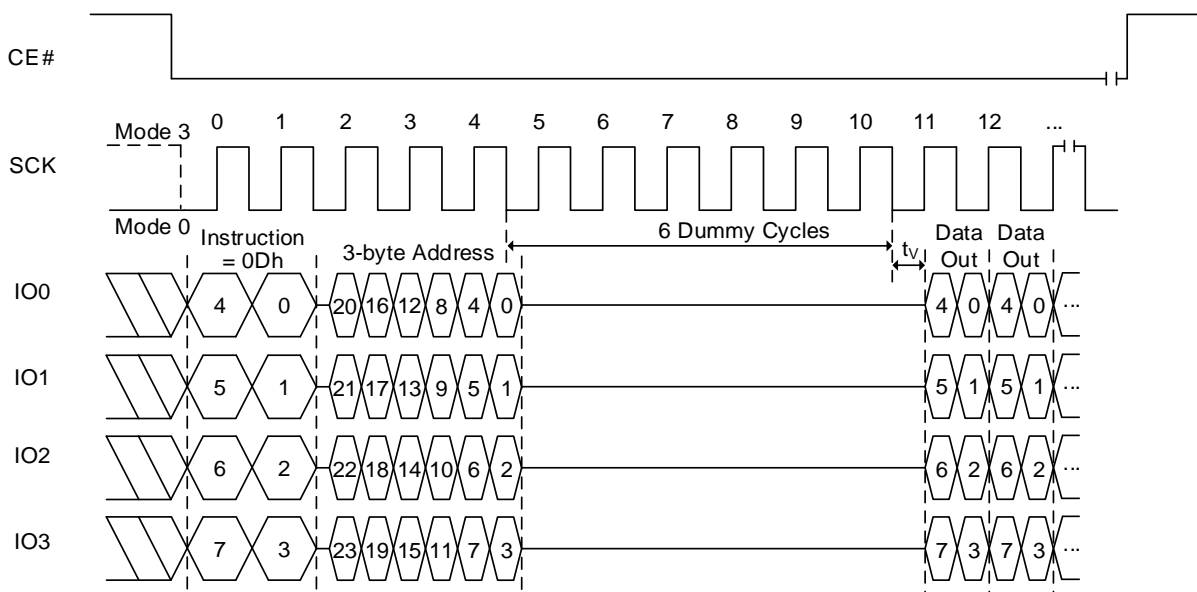 CE#
0 1 2 3 4 5 6 7 8 9 10 11 12 ...
Mode 3
SCK
Mode 0
Instruction
= 0Dh
3-byte Address
6 Dummy Cycles
tV
Data
Out
Data
Out
IO0 4 0 20 16 12 8 4 0 4 0 4 0 ...
IO1 5 1 21 17 13 9 5 1 5 1 5 1 ...
IO2 6 2 22 18 14 10 6 2 6 2 6 2 ...
IO3 7 3 23 19 15 11 7 3 7 3 7 3 ...